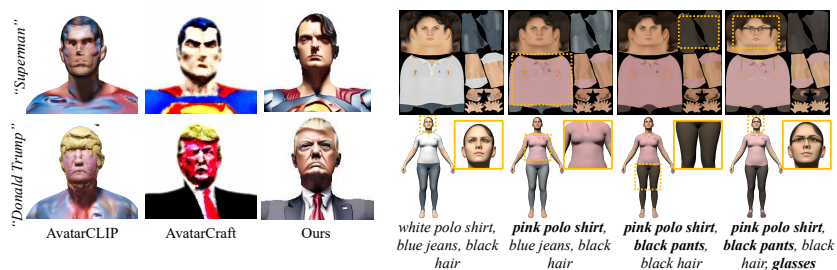 “Superman”
“Donald Trump”
AvatarCLIP
AvatarCraft
Ours
white polo shirt,
blue jeans, black
hair
pink polo shirt,
blue jeans, black
hair
pink polo shirt,
black pants,
black hair
pink polo shirt,
black pants, black
hair, glasses